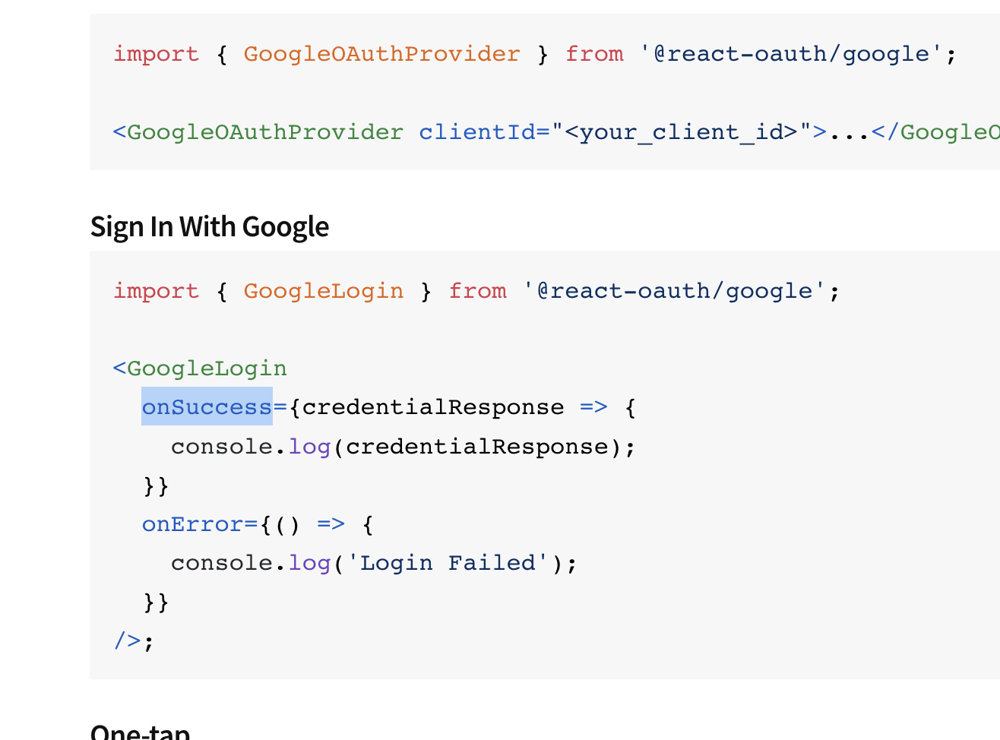 import { GoogleOAuthProvider } from '@react-oauth/google';
<GoogleOAuthProvider clientId="<your_client_id>">...</GoogleO
Sign In With Google
import { GoogleLogin } from '@react-oauth/google';
<GoogleLogin
  onSuccess={credentialResponse => {
    console.log(credentialResponse);
  }}
  onError={() => {
    console.log('Login Failed');
  }}
/>;
One-tap